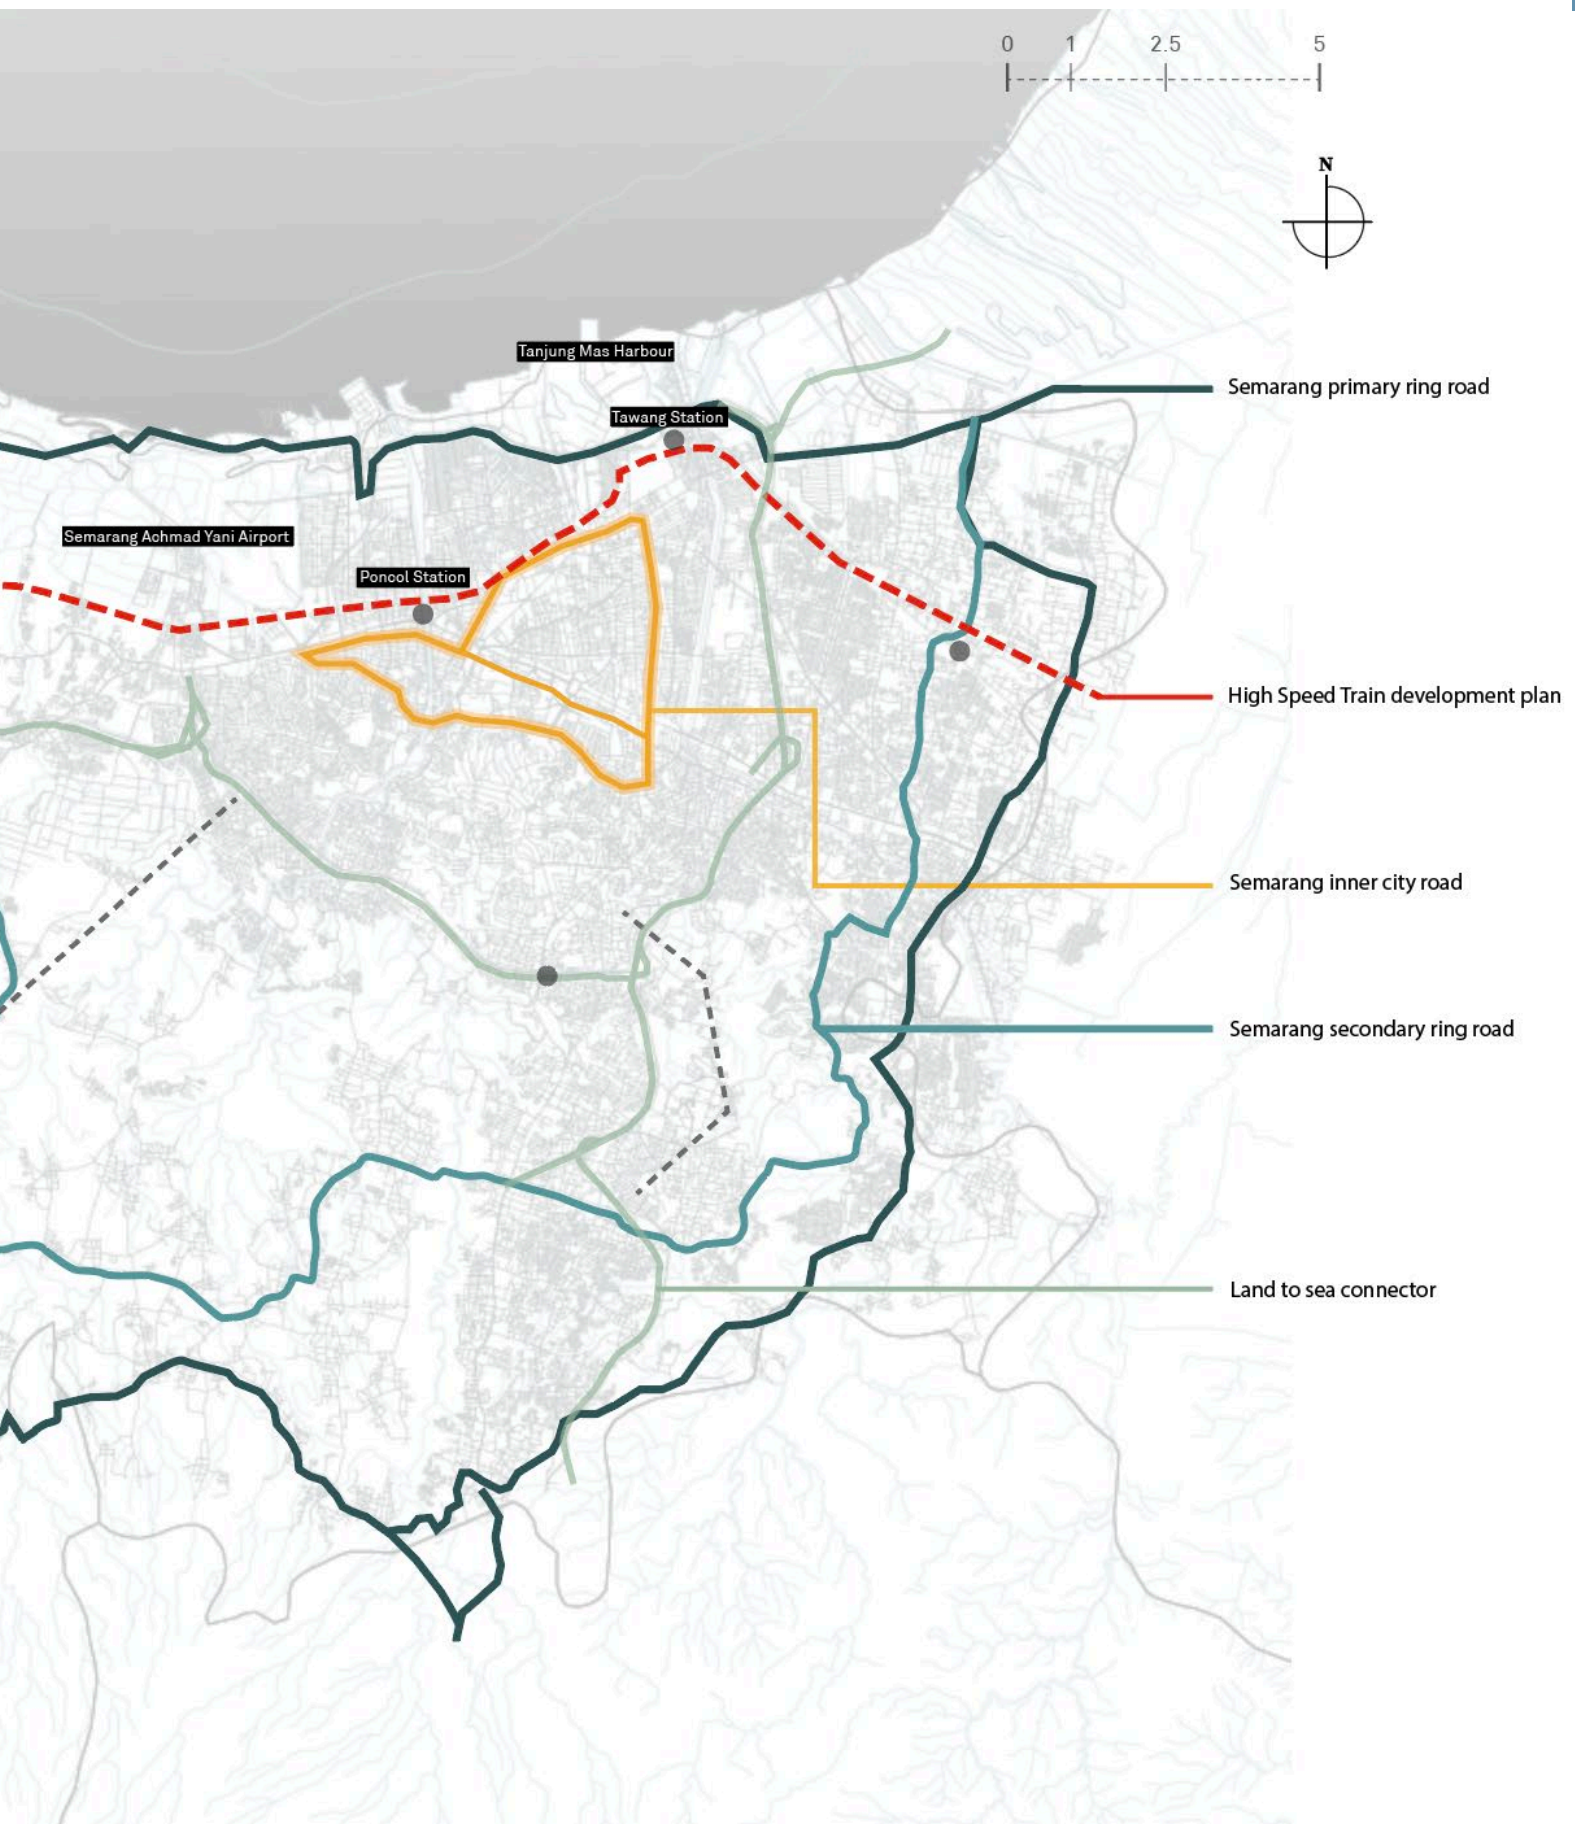 0 1 2.5 5
N
Tanjung Mas Harbour
Semarang primary ring road
Tawang Station
Semarang Achmad Yani Airport
Poncol Station
High Speed Train development plan
Semarang inner city road
Semarang secondary ring road
Land to sea connector